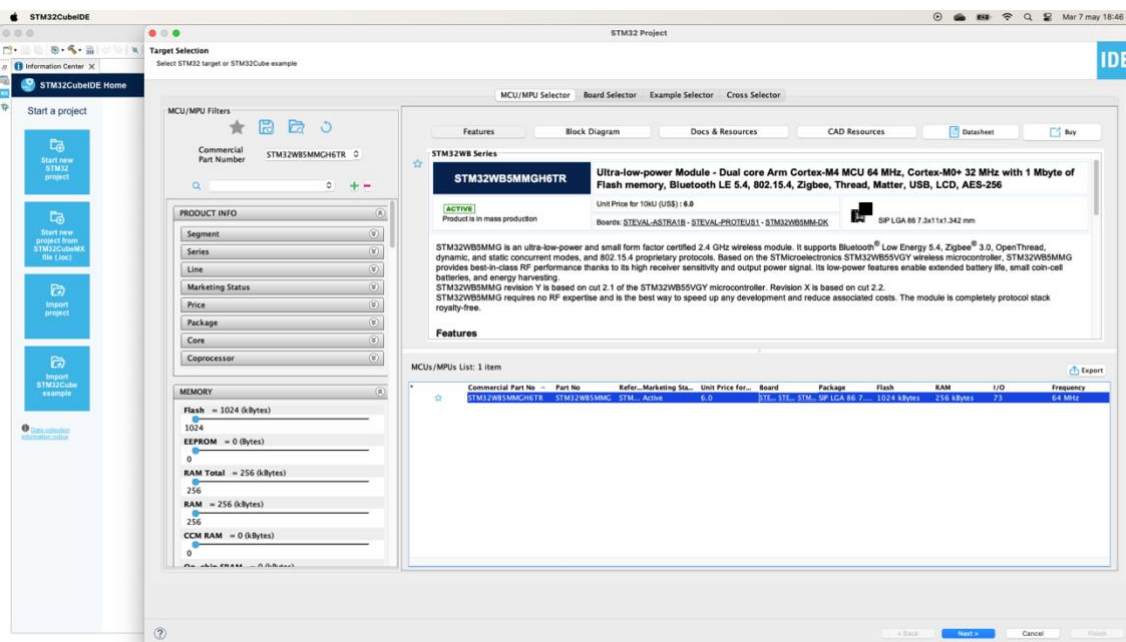 STM32CubeIDE
Mar 7 may 18:46
STM32 Project
Target Selection
Select STM32 target or STM32Cube example
IDE
Information Center
STM32CubeIDE Home
Start a project
Start new
STM32
project
Start new
project from
STM32CubeMX
file (.ioc)
Import
project
Import
STM32Cube
example
Data collection
information notice
MCU/MPU Selector
Board Selector
Example Selector
Cross Selector
MCU/MPU Filters
Commercial
Part Number
STM32WB5MMGH6TR
PRODUCT INFO
Segment
Series
Line
Marketing Status
Price
Package
Core
Coprocessor
MEMORY
Flash = 1024 (kBytes)
1024
EEPROM = 0 (Bytes)
0
RAM Total = 256 (kBytes)
256
RAM = 256 (kBytes)
256
CCM RAM = 0 (kBytes)
0
Features
Block Diagram
Docs & Resources
CAD Resources
Datasheet
Buy
STM32WB Series
STM32WB5MMGH6TR
Ultra-low-power Module - Dual core Arm Cortex-M4 MCU 64 MHz, Cortex-M0+ 32 MHz with 1 Mbyte of
Flash memory, Bluetooth LE 5.4, 802.15.4, Zigbee, Thread, Matter, USB, LCD, AES-256
ACTIVE
Product is in mass production
Unit Price for 10kU (US$) : 6.0
Boards: STEVAL-ASTRA1B - STEVAL-PROTEUS1 - STM32WB5MM-DK
SIP LGA 86 7.3x11x1.342 mm
STM32WB5MMG is an ultra-low-power and small form factor certified 2.4 GHz wireless module. It supports Bluetooth® Low Energy 5.4, Zigbee® 3.0, OpenThread,
dynamic, and static concurrent modes, and 802.15.4 proprietary protocols. Based on the STMicroelectronics STM32WB55VGY wireless microcontroller, STM32WB5MMG
provides best-in-class RF performance thanks to its high receiver sensitivity and output power signal. Its low-power features enable extended battery life, small coin-cell
batteries, and energy harvesting.
STM32WB5MMG revision Y is based on cut 2.1 of the STM32WB55VGY microcontroller. Revision X is based on cut 2.2.
STM32WB5MMG requires no RF expertise and is the best way to speed up any development and reduce associated costs. The module is completely protocol stack
royalty-free.
Features
MCUs/MPUs List: 1 item
Export
* Commercial Part No Part No Refer... Marketing Sta... Unit Price for... Board Package Flash RAM I/O Frequency
STM32WB5MMGH6TR STM32WB5MMG STM... Active 6.0 STE... STE... STM... SIP LGA 86 7.... 1024 kBytes 256 kBytes 73 64 MHz
< Back
Next >
Cancel
Finish